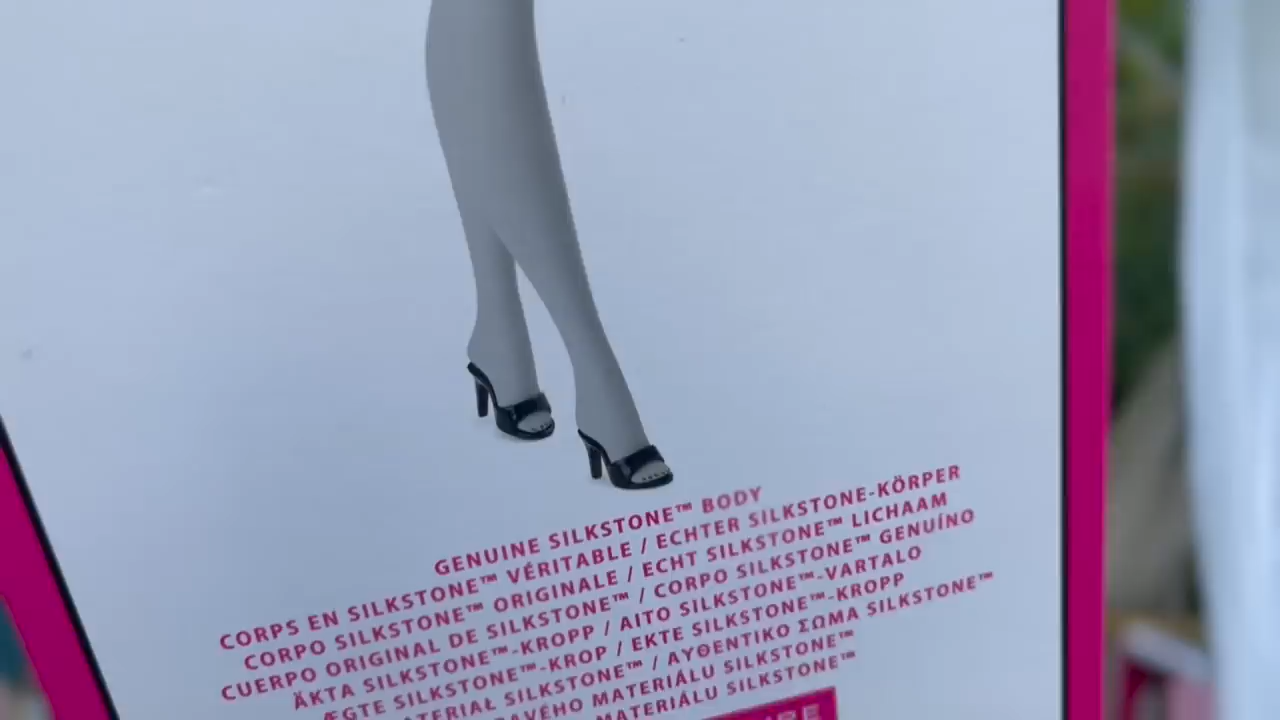 GENUINE SILKSTONE™ BODY
CORPS EN SILKSTONE™ VÉRITABLE / ECHTER SILKSTONE-KÖRPER
CORPO SILKSTONE™ ORIGINALE / ECHT SILKSTONE™ LICHAAM
CUERPO ORIGINAL DE SILKSTONE™ / CORPO SILKSTONE™ GENUÍNO
ÄKTA SILKSTONE™-KROPP / AITO SILKSTONE™-VARTALO
ÆGTE SILKSTONE™-KROP / EKTE SILKSTONE™-KROPP
MATERIAŁ SILKSTONE™ / ΑΥΘΕΝΤΙΚΟ ΣΩΜΑ SILKSTONE™
MATERIÁLU SILKSTONE™
MATERIÁLU SILKSTONE™